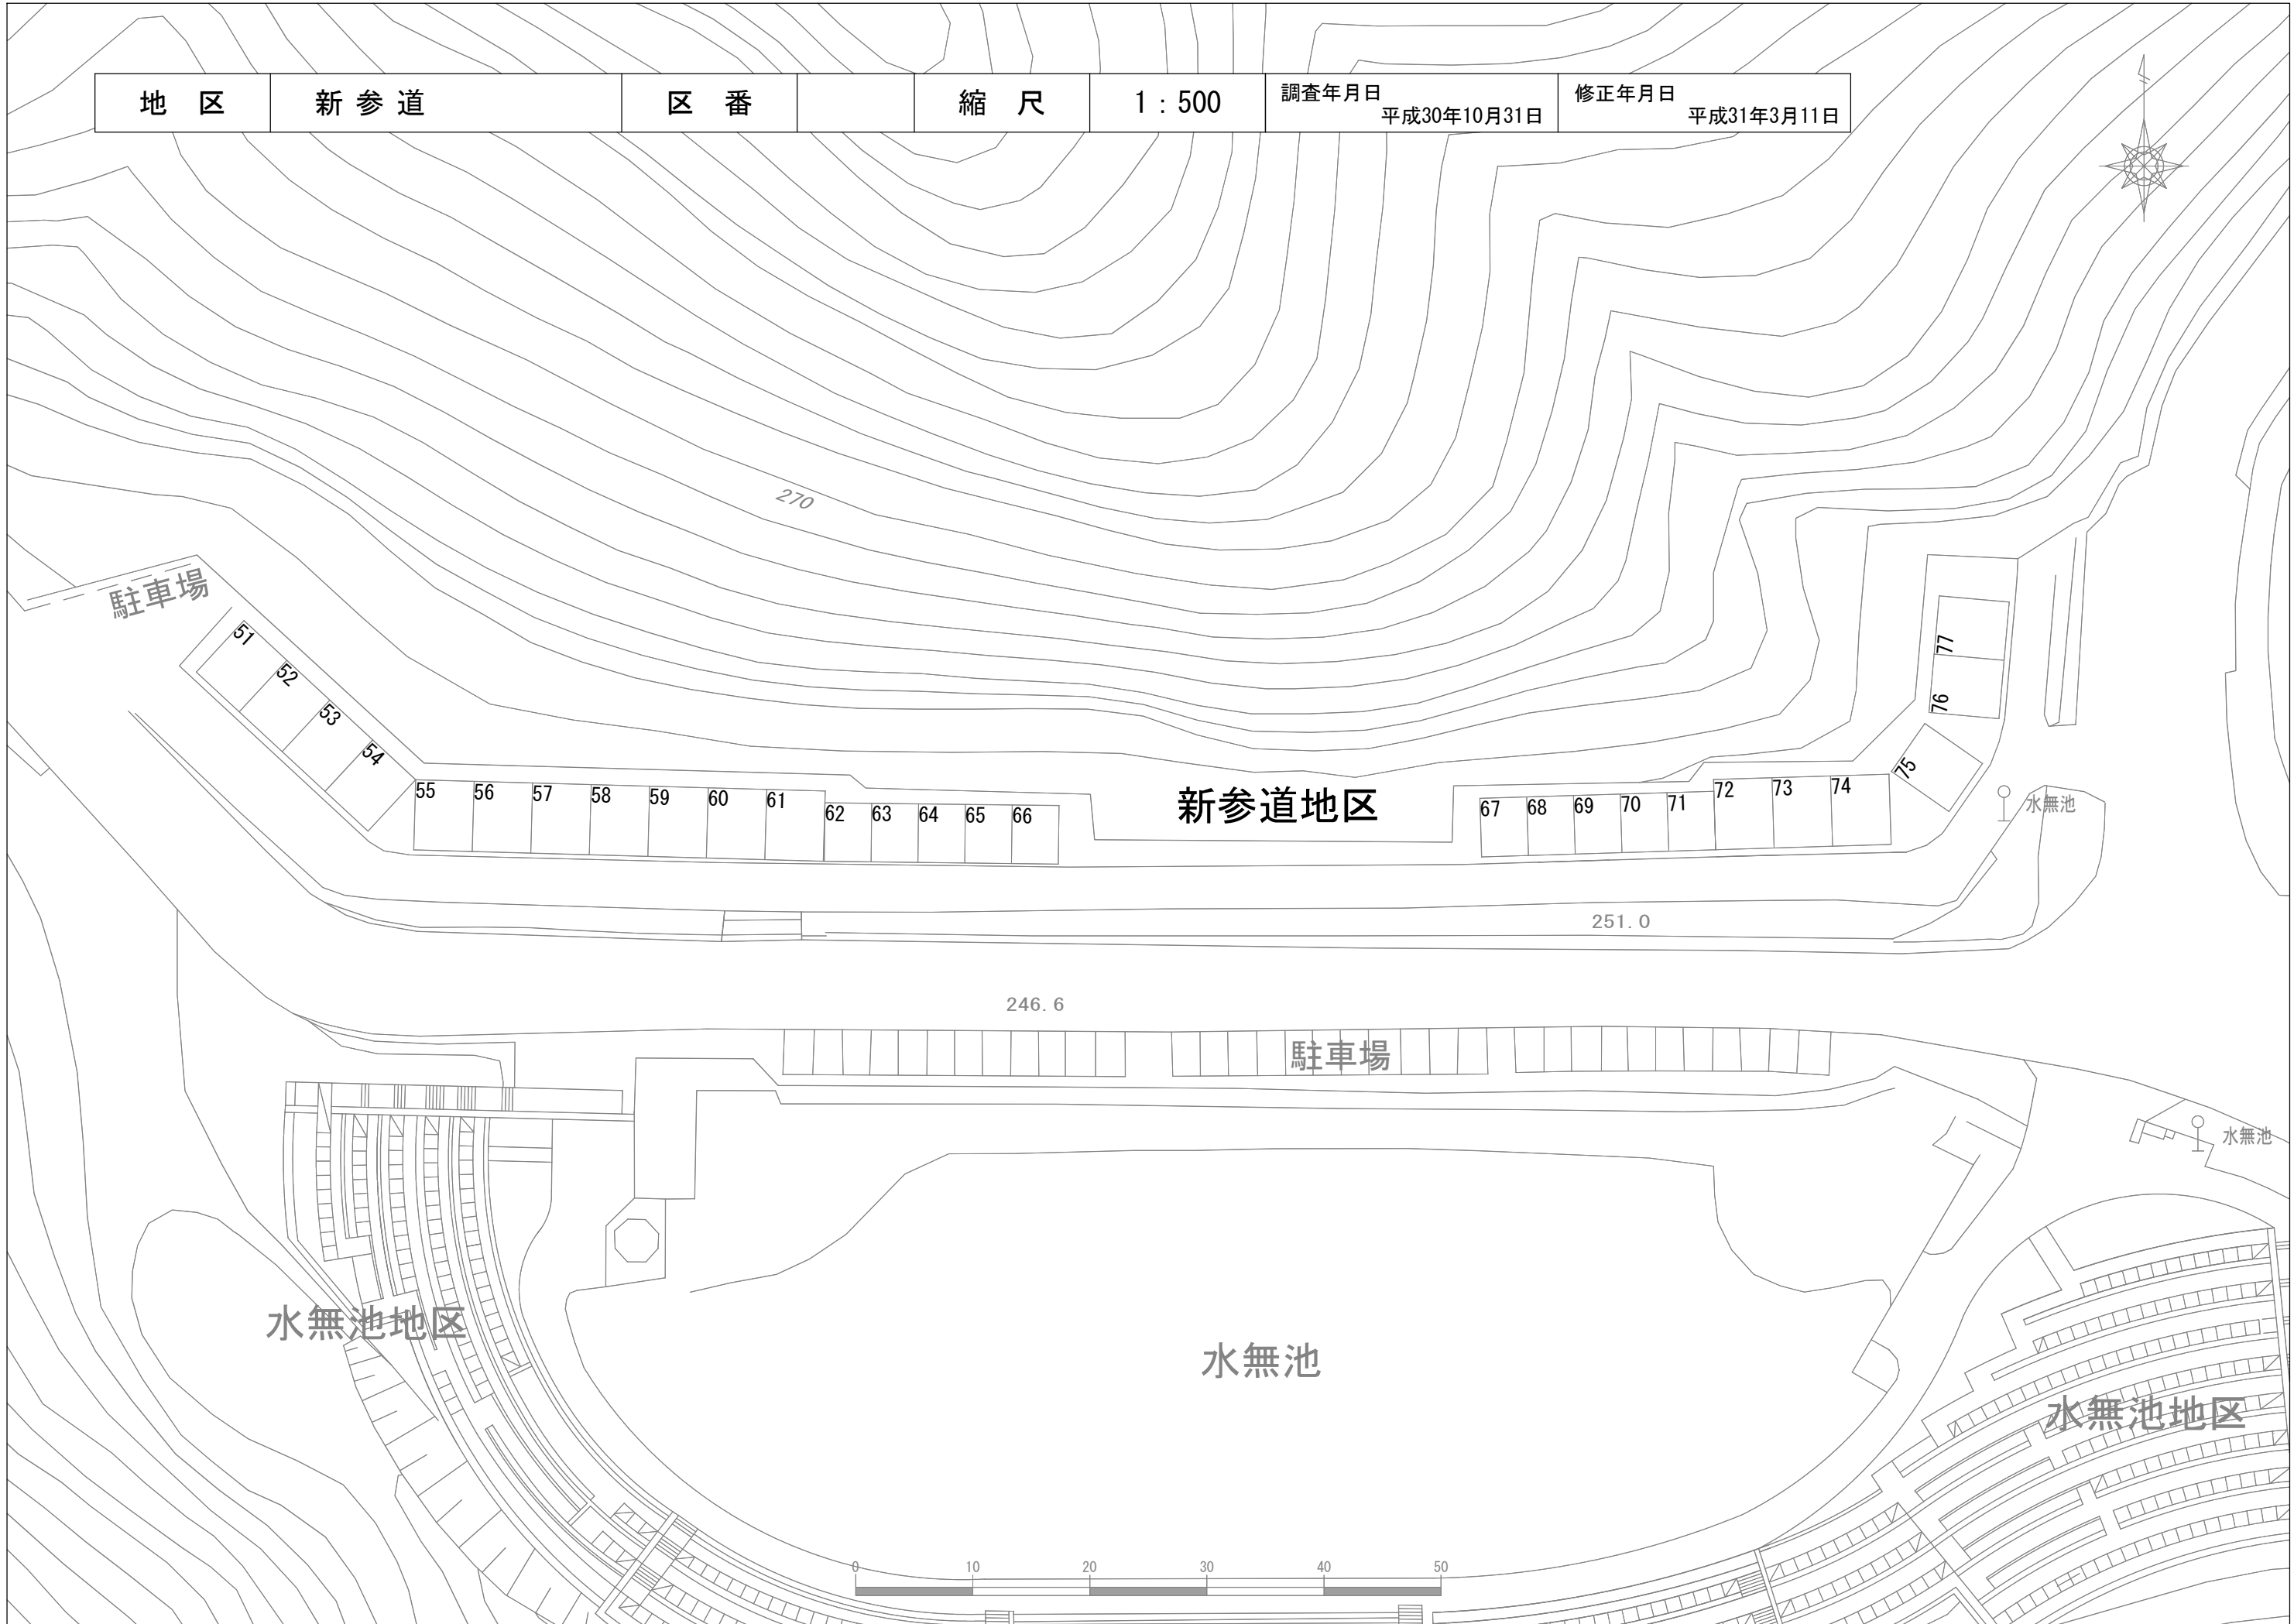 地　区　新 参 道　区　番　縮　尺　1 : 500　調査年月日　修正年月日
平成30年10月31日　平成31年3月11日
270
駐車場
51
52
53
54
55 56 57 58 59 60 61 62 63 64 65 66
新参道地区
67 68 69 70 71 72 73 74
75
76
77
水無池
251. 0
246. 6
駐車場
水無池
水無池地区
水無池
水無池地区
0 10 20 30 40 50